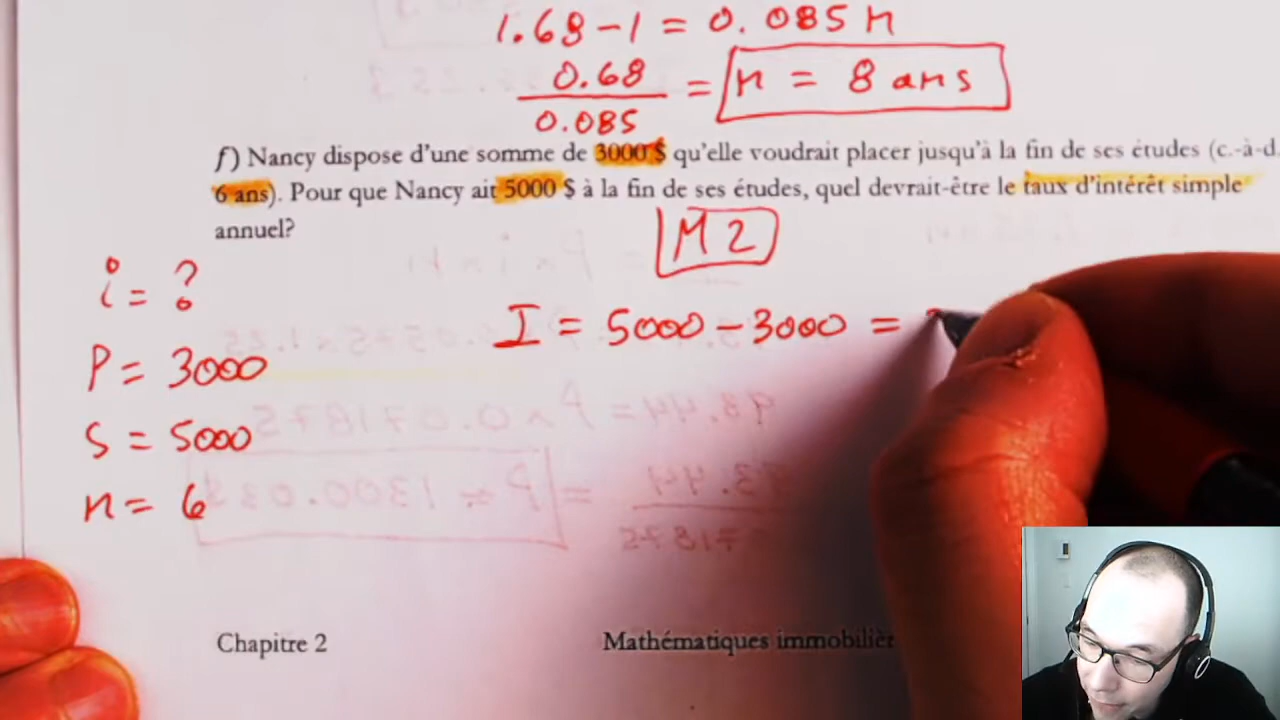 1.68 - 1 = 0.085 n
0.68
0.085
= n = 8 ans
f) Nancy dispose d'une somme de 3000 $ qu'elle voudrait placer jusqu'à la fin de ses études (c.-à-d.
6 ans). Pour que Nancy ait 5000 $ à la fin de ses études, quel devrait-être le taux d'intérêt simple
annuel?
M2
i = ?
I = 5000 - 3000 =
P = 3000
S = 5000
n = 6
Chapitre 2
Mathématiques